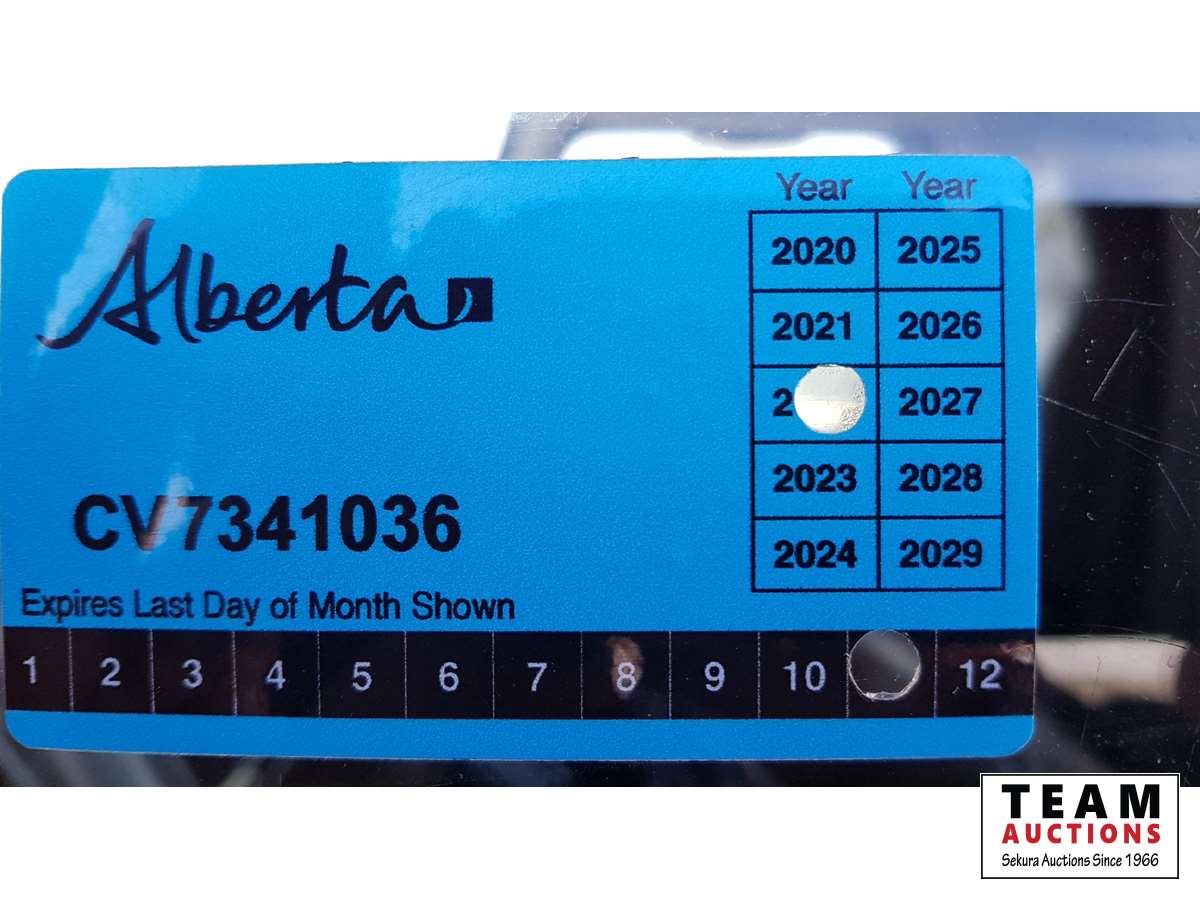 Alberta
Year Year
2020 2025
2021 2026
2 2027
2023 2028
2024 2029
CV7341036
Expires Last Day of Month Shown
1 2 3 4 5 6 7 8 9 10 12
TEAM
AUCTIONS
Sekura Auctions Since 1966